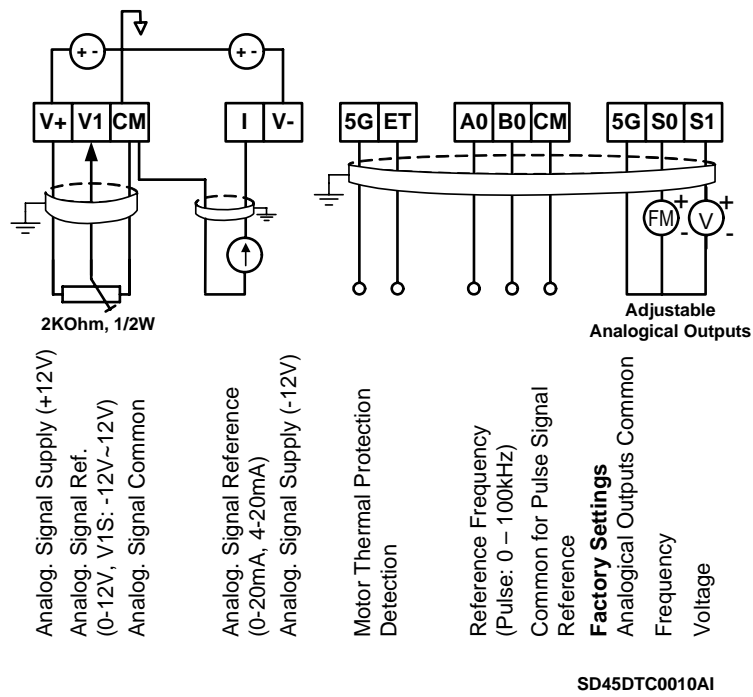 + -
+ -
V+ V1 CM
I V-
5G ET
A0 B0 CM
5G S0 S1
FM + -
V + -
2KOhm, 1/2W
Adjustable
Analogical Outputs
Analog. Signal Supply (+12V)
Analog. Signal Ref.
(0-12V, V1S: -12V~12V)
Analog. Signal Common
Analog. Signal Reference
(0-20mA, 4-20mA)
Analog. Signal Supply (-12V)
Motor Thermal Protection
Detection
Reference Frequency
(Pulse: 0 – 100kHz)
Common for Pulse Signal
Reference
Factory Settings
Analogical Outputs Common
Frequency
Voltage
SD45DTC0010AI